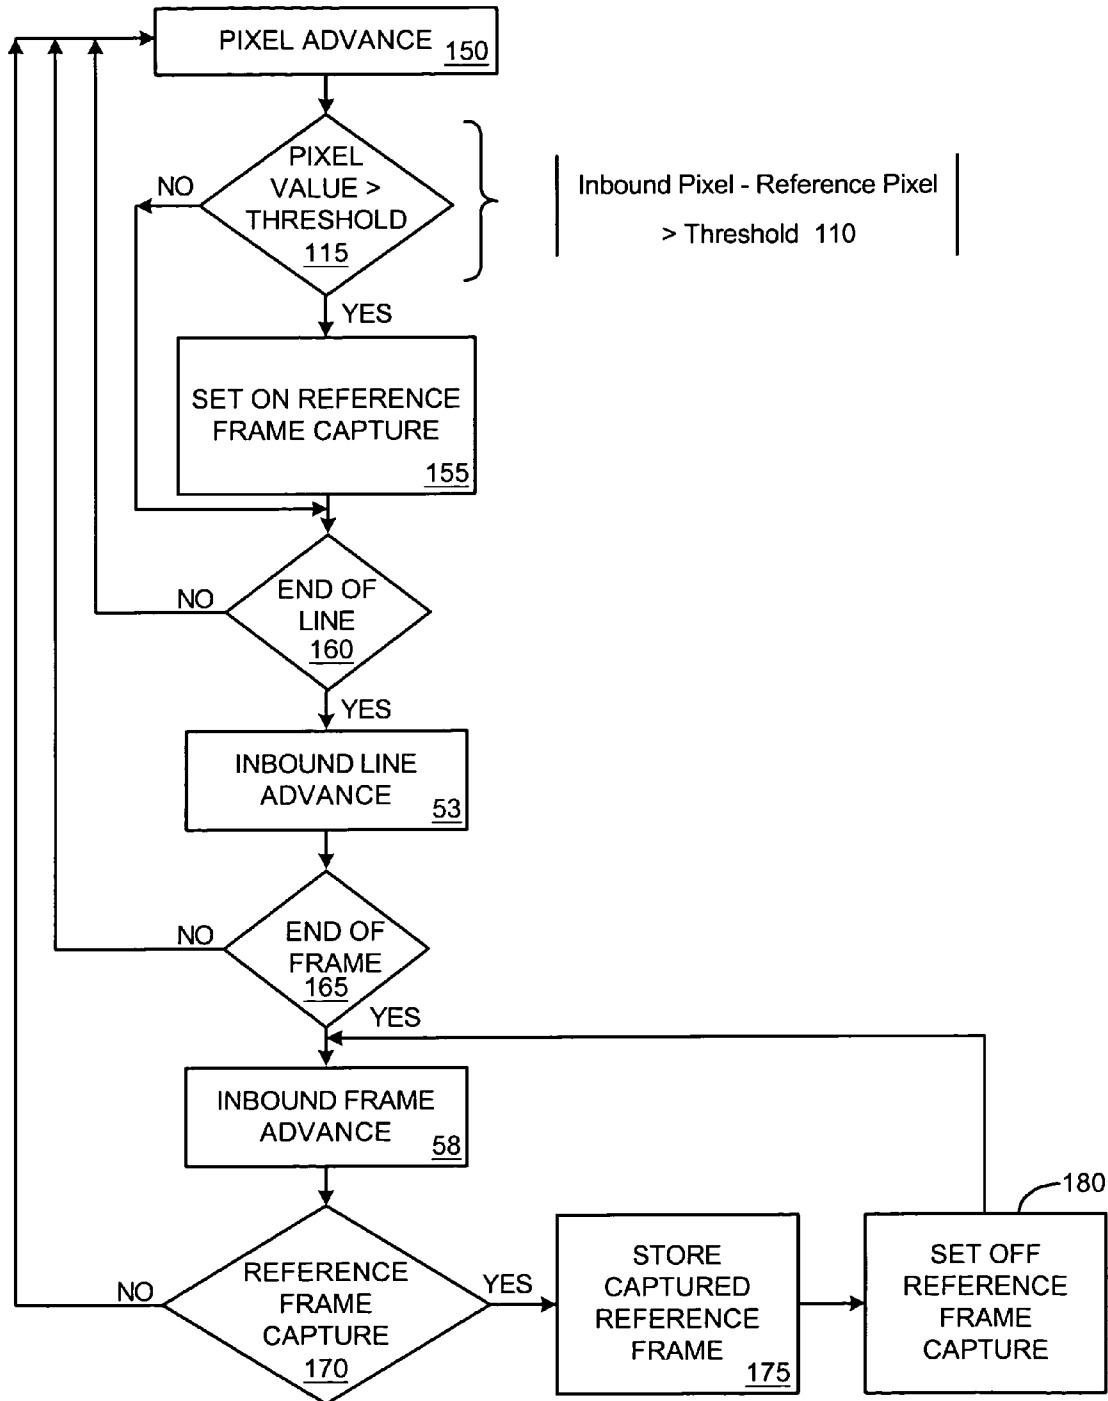 PIXEL ADVANCE
150
PIXEL
VALUE >
THRESHOLD
115
NO
YES
Inbound Pixel - Reference Pixel
> Threshold 110
SET ON REFERENCE
FRAME CAPTURE
155
END OF
LINE
160
NO
YES
INBOUND LINE
ADVANCE
53
END OF
FRAME
165
NO
YES
INBOUND FRAME
ADVANCE
58
REFERENCE
FRAME
CAPTURE
170
NO
YES
STORE
CAPTURED
REFERENCE
FRAME
175
180
SET OFF
REFERENCE
FRAME
CAPTURE